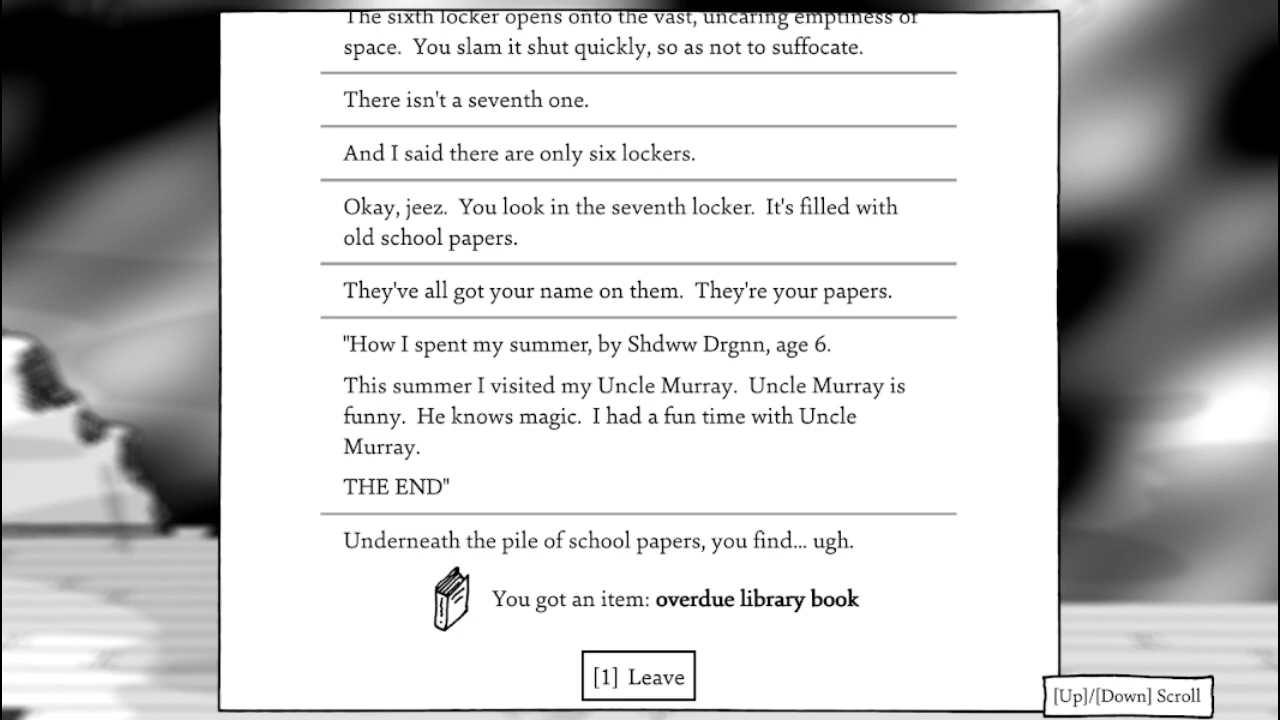 The sixth locker opens onto the vast, uncaring emptiness of
space.  You slam it shut quickly, so as not to suffocate.
There isn't a seventh one.
And I said there are only six lockers.
Okay, jeez.  You look in the seventh locker.  It's filled with
old school papers.
They've all got your name on them.  They're your papers.
"How I spent my summer, by Shdww Drgnn, age 6.
This summer I visited my Uncle Murray.  Uncle Murray is
funny.  He knows magic.  I had a fun time with Uncle
Murray.
THE END"
Underneath the pile of school papers, you find... ugh.
You got an item: overdue library book
[1] Leave
[Up]/[Down] Scroll